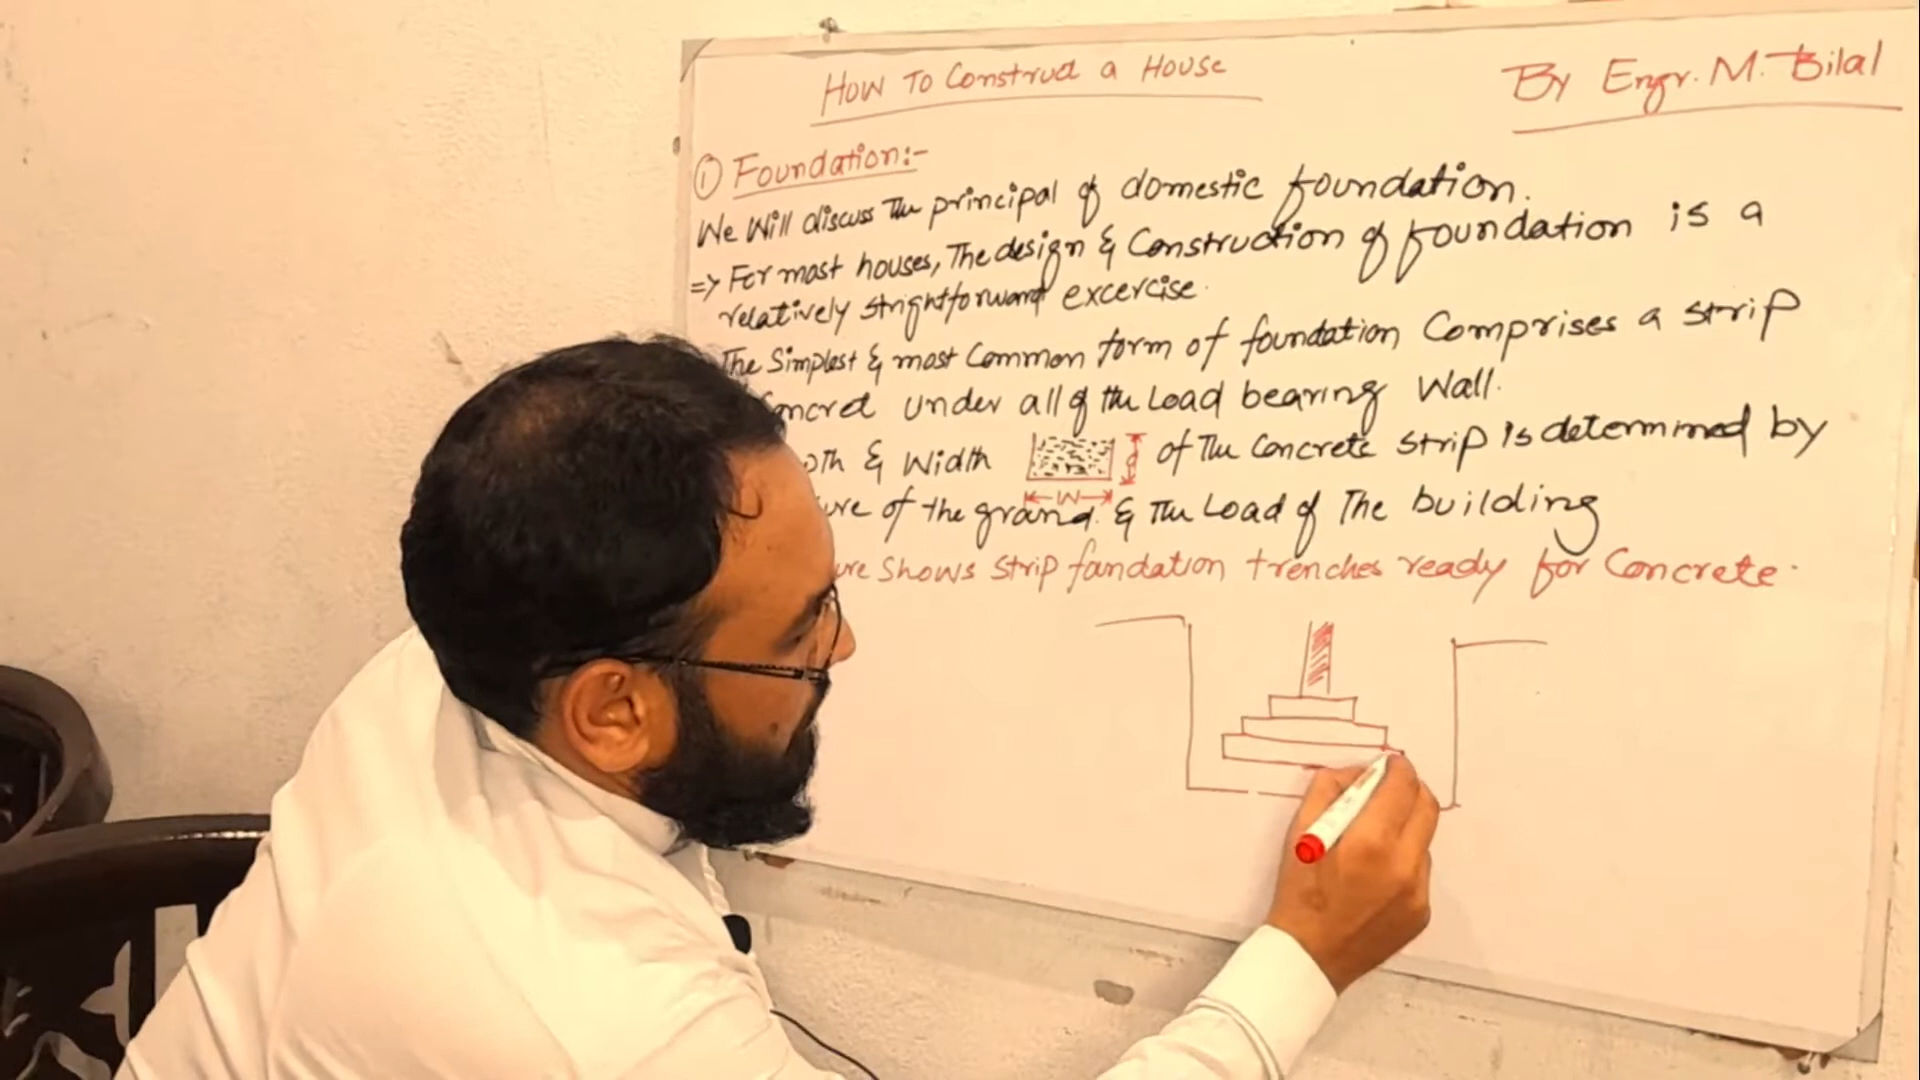 How To Construct a House
By Engr. M. Bilal
① Foundation:-
We Will discuss The principal of domestic foundation.
=> For most houses, The design & Construction of foundation is a
relatively strightforward excercise.
The Simplest & most Common form of foundation Comprises a strip
under all of the Load bearing Wall.
& Width of The Concrete strip is determined by
d
W
of the & The Load of The building
Shows strip trenches ready for Concrete.